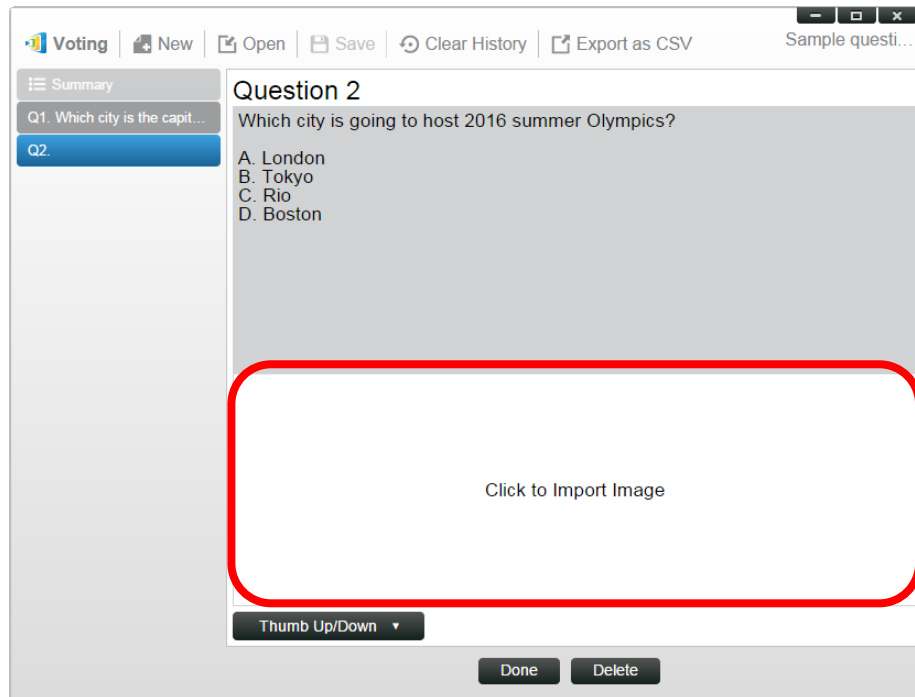 Voting New Open Save Clear History Export as CSV Sample questi...
Summary
Q1. Which city is the capit...
Q2.
Question 2
Which city is going to host 2016 summer Olympics?
A. London
B. Tokyo
C. Rio
D. Boston
Click to Import Image
Thumb Up/Down
Done Delete